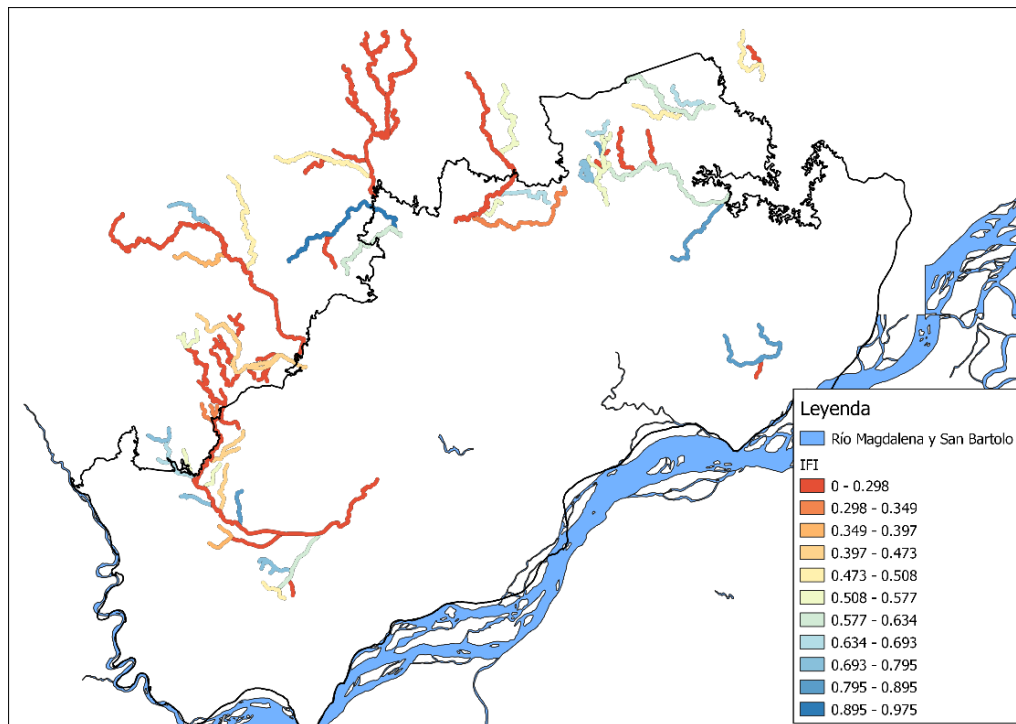 Leyenda
Río Magdalena y San Bartolo
IFI
0 - 0.298
0.298 - 0.349
0.349 - 0.397
0.397 - 0.473
0.473 - 0.508
0.508 - 0.577
0.577 - 0.634
0.634 - 0.693
0.693 - 0.795
0.795 - 0.895
0.895 - 0.975